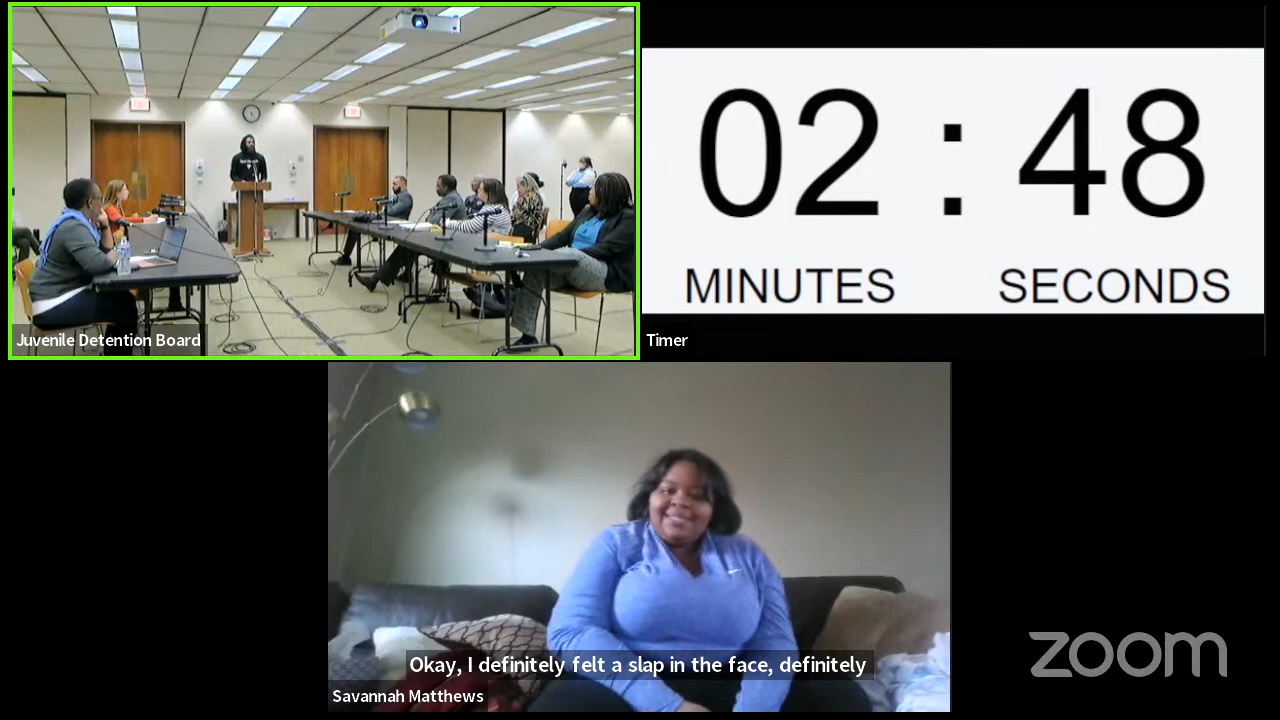 Juvenile Detention Board
02 : 48
MINUTES SECONDS
Timer
Okay, I definitely felt a slap in the face, definitely
Savannah Matthews
zoom